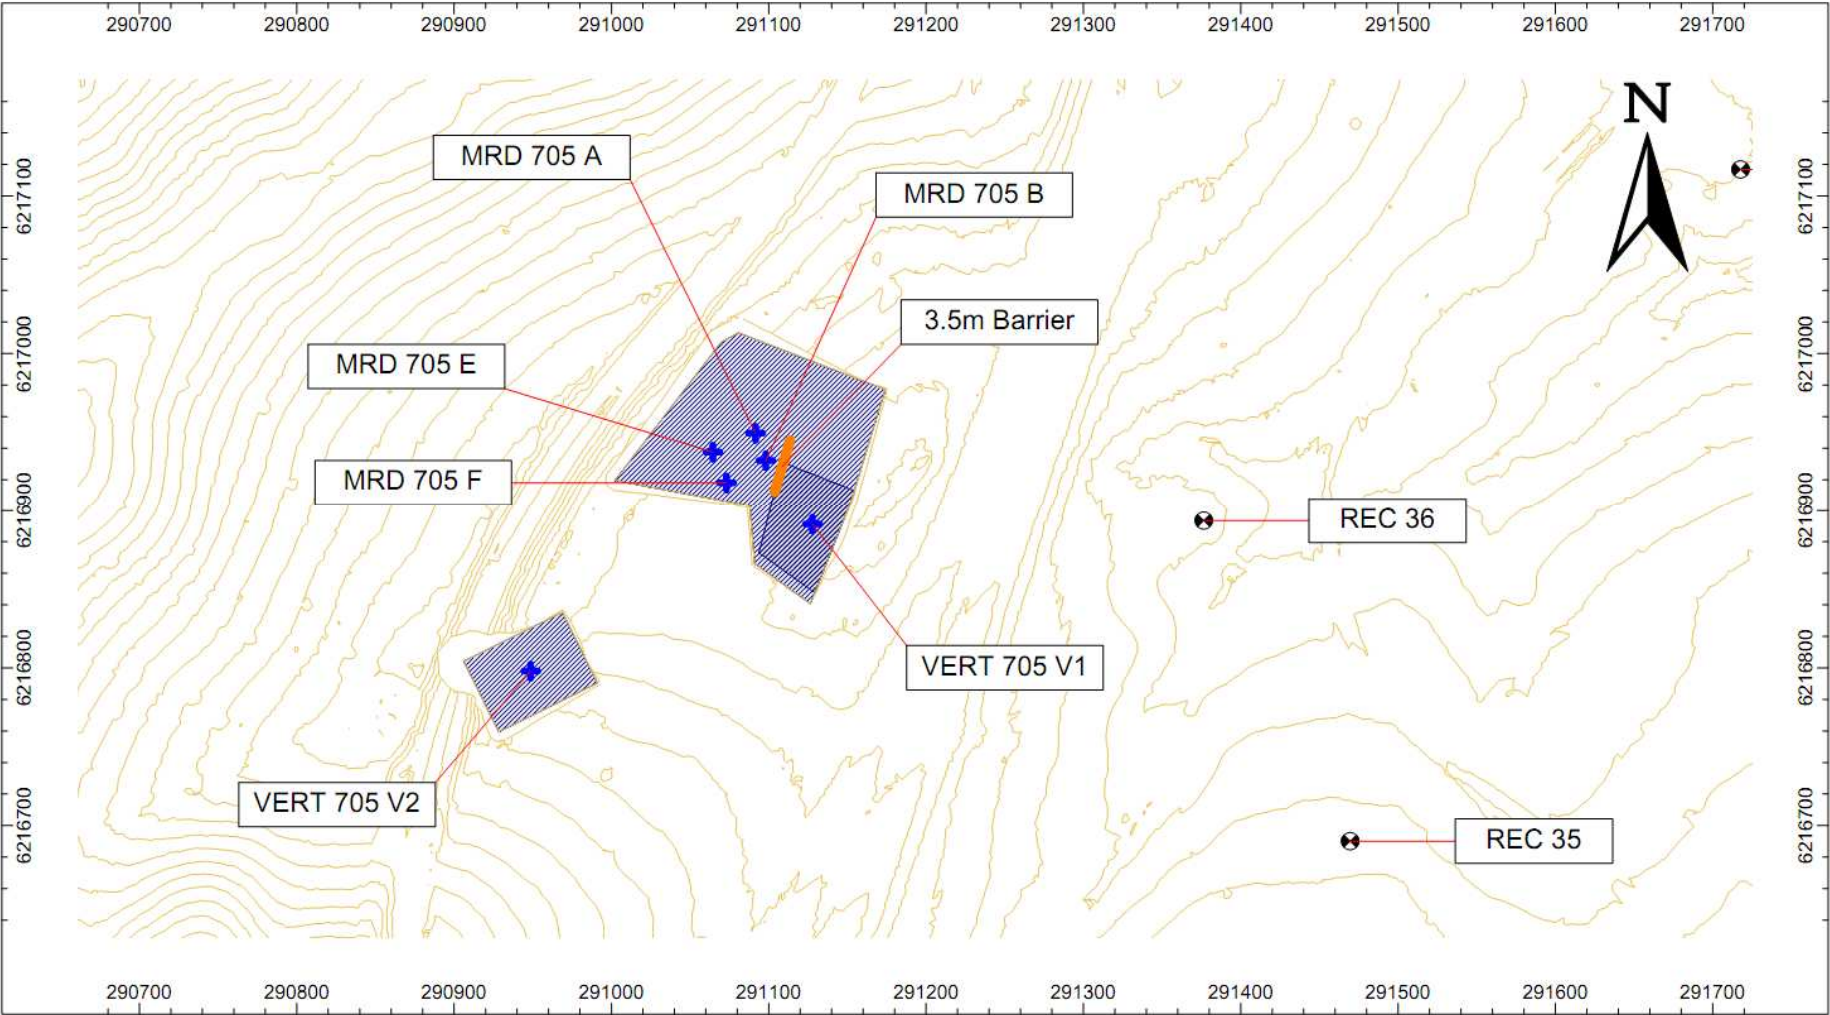 290700 290800 290900 291000 291100 291200 291300 291400 291500 291600 291700
N
MRD 705 A
MRD 705 B
6217100
6217100
3.5m Barrier
MRD 705 E
6217000
6217000
MRD 705 F
REC 36
6216900
6216900
VERT 705 V1
6216800
6216800
VERT 705 V2
REC 35
6216700
6216700
290700 290800 290900 291000 291100 291200 291300 291400 291500 291600 291700